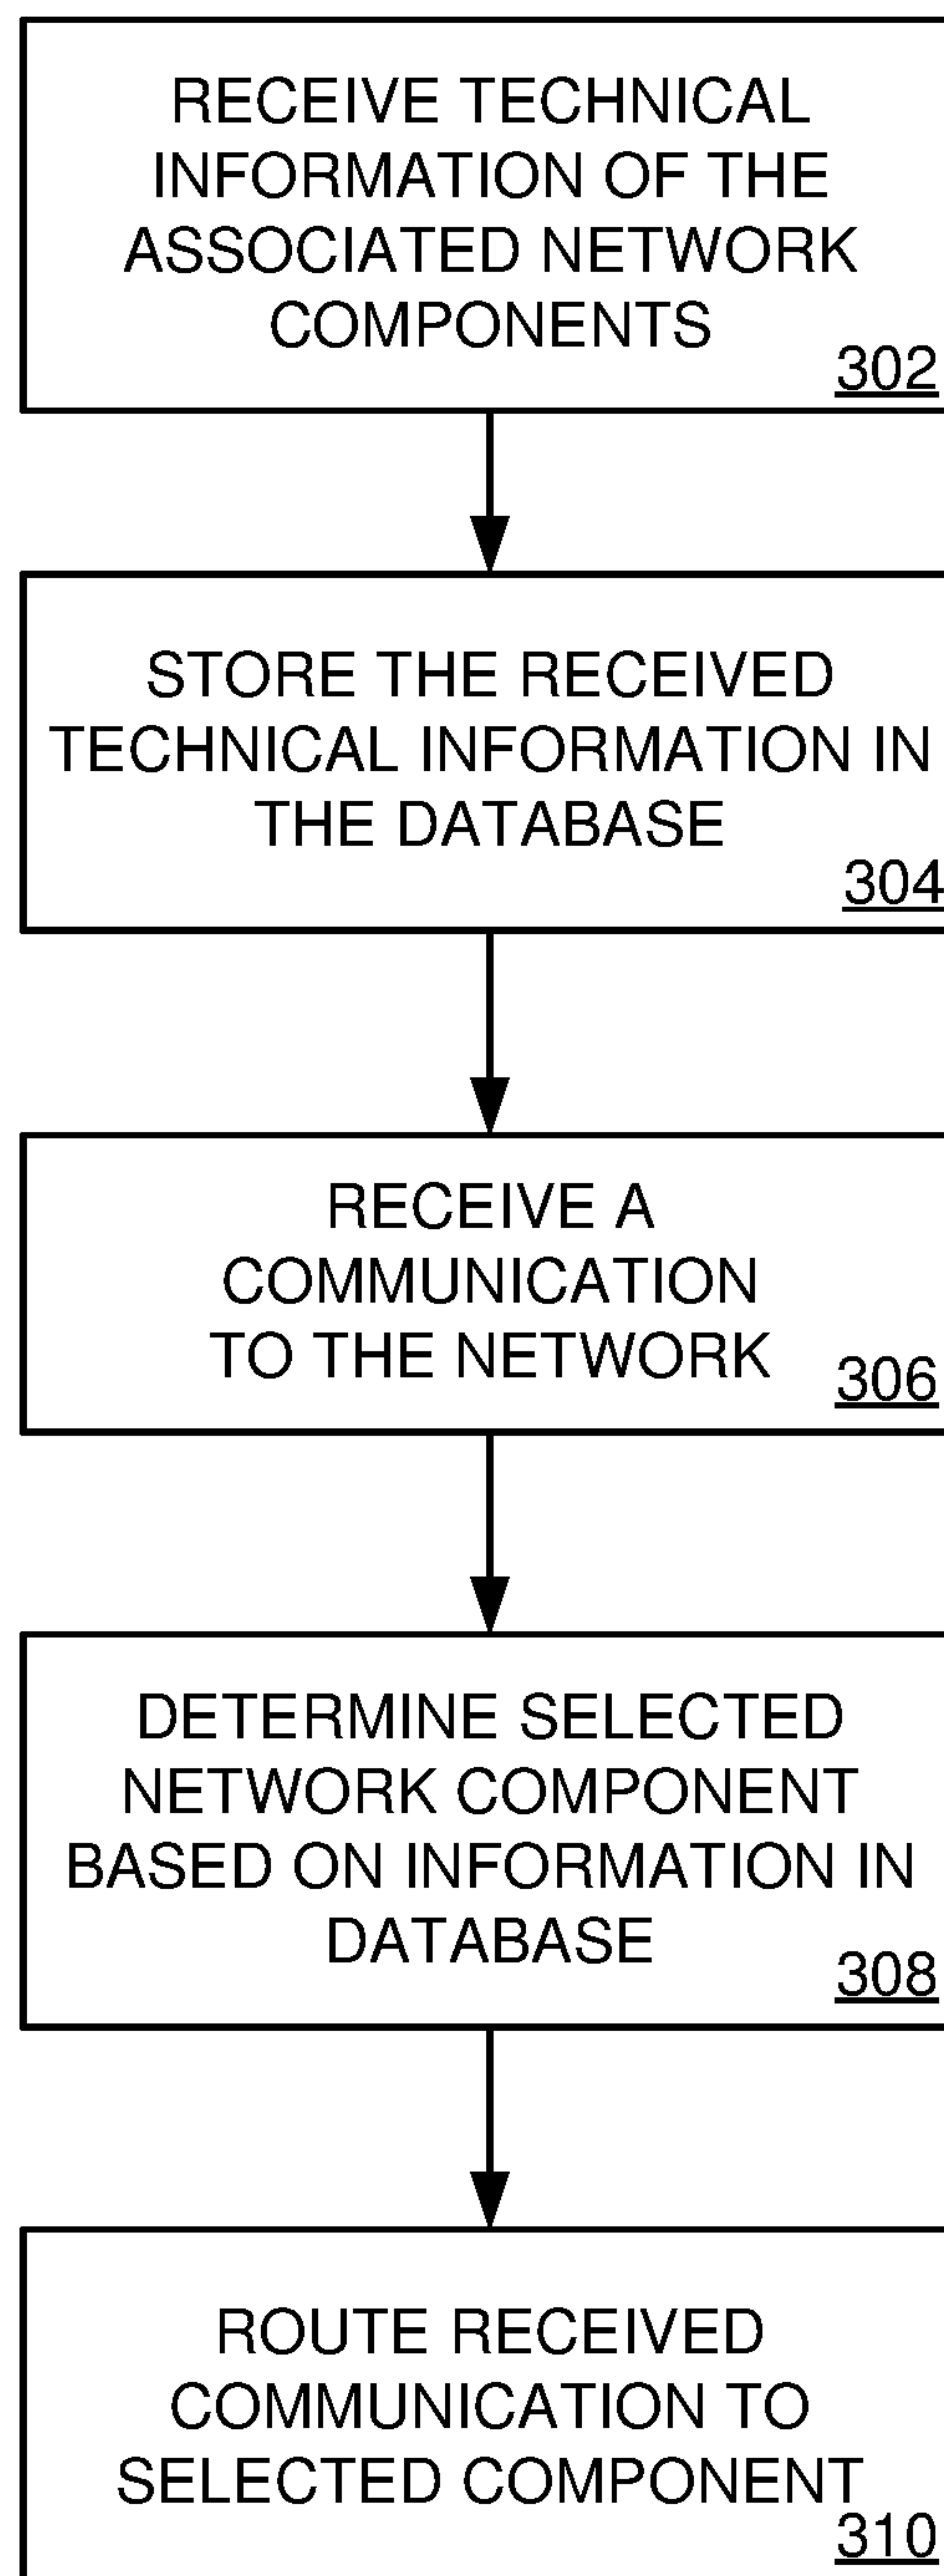 RECEIVE TECHNICAL
INFORMATION OF THE
ASSOCIATED NETWORK
COMPONENTS
302
STORE THE RECEIVED
TECHNICAL INFORMATION IN
THE DATABASE
304
RECEIVE A
COMMUNICATION
TO THE NETWORK
306
DETERMINE SELECTED
NETWORK COMPONENT
BASED ON INFORMATION IN
DATABASE
308
ROUTE RECEIVED
COMMUNICATION TO
SELECTED COMPONENT
310